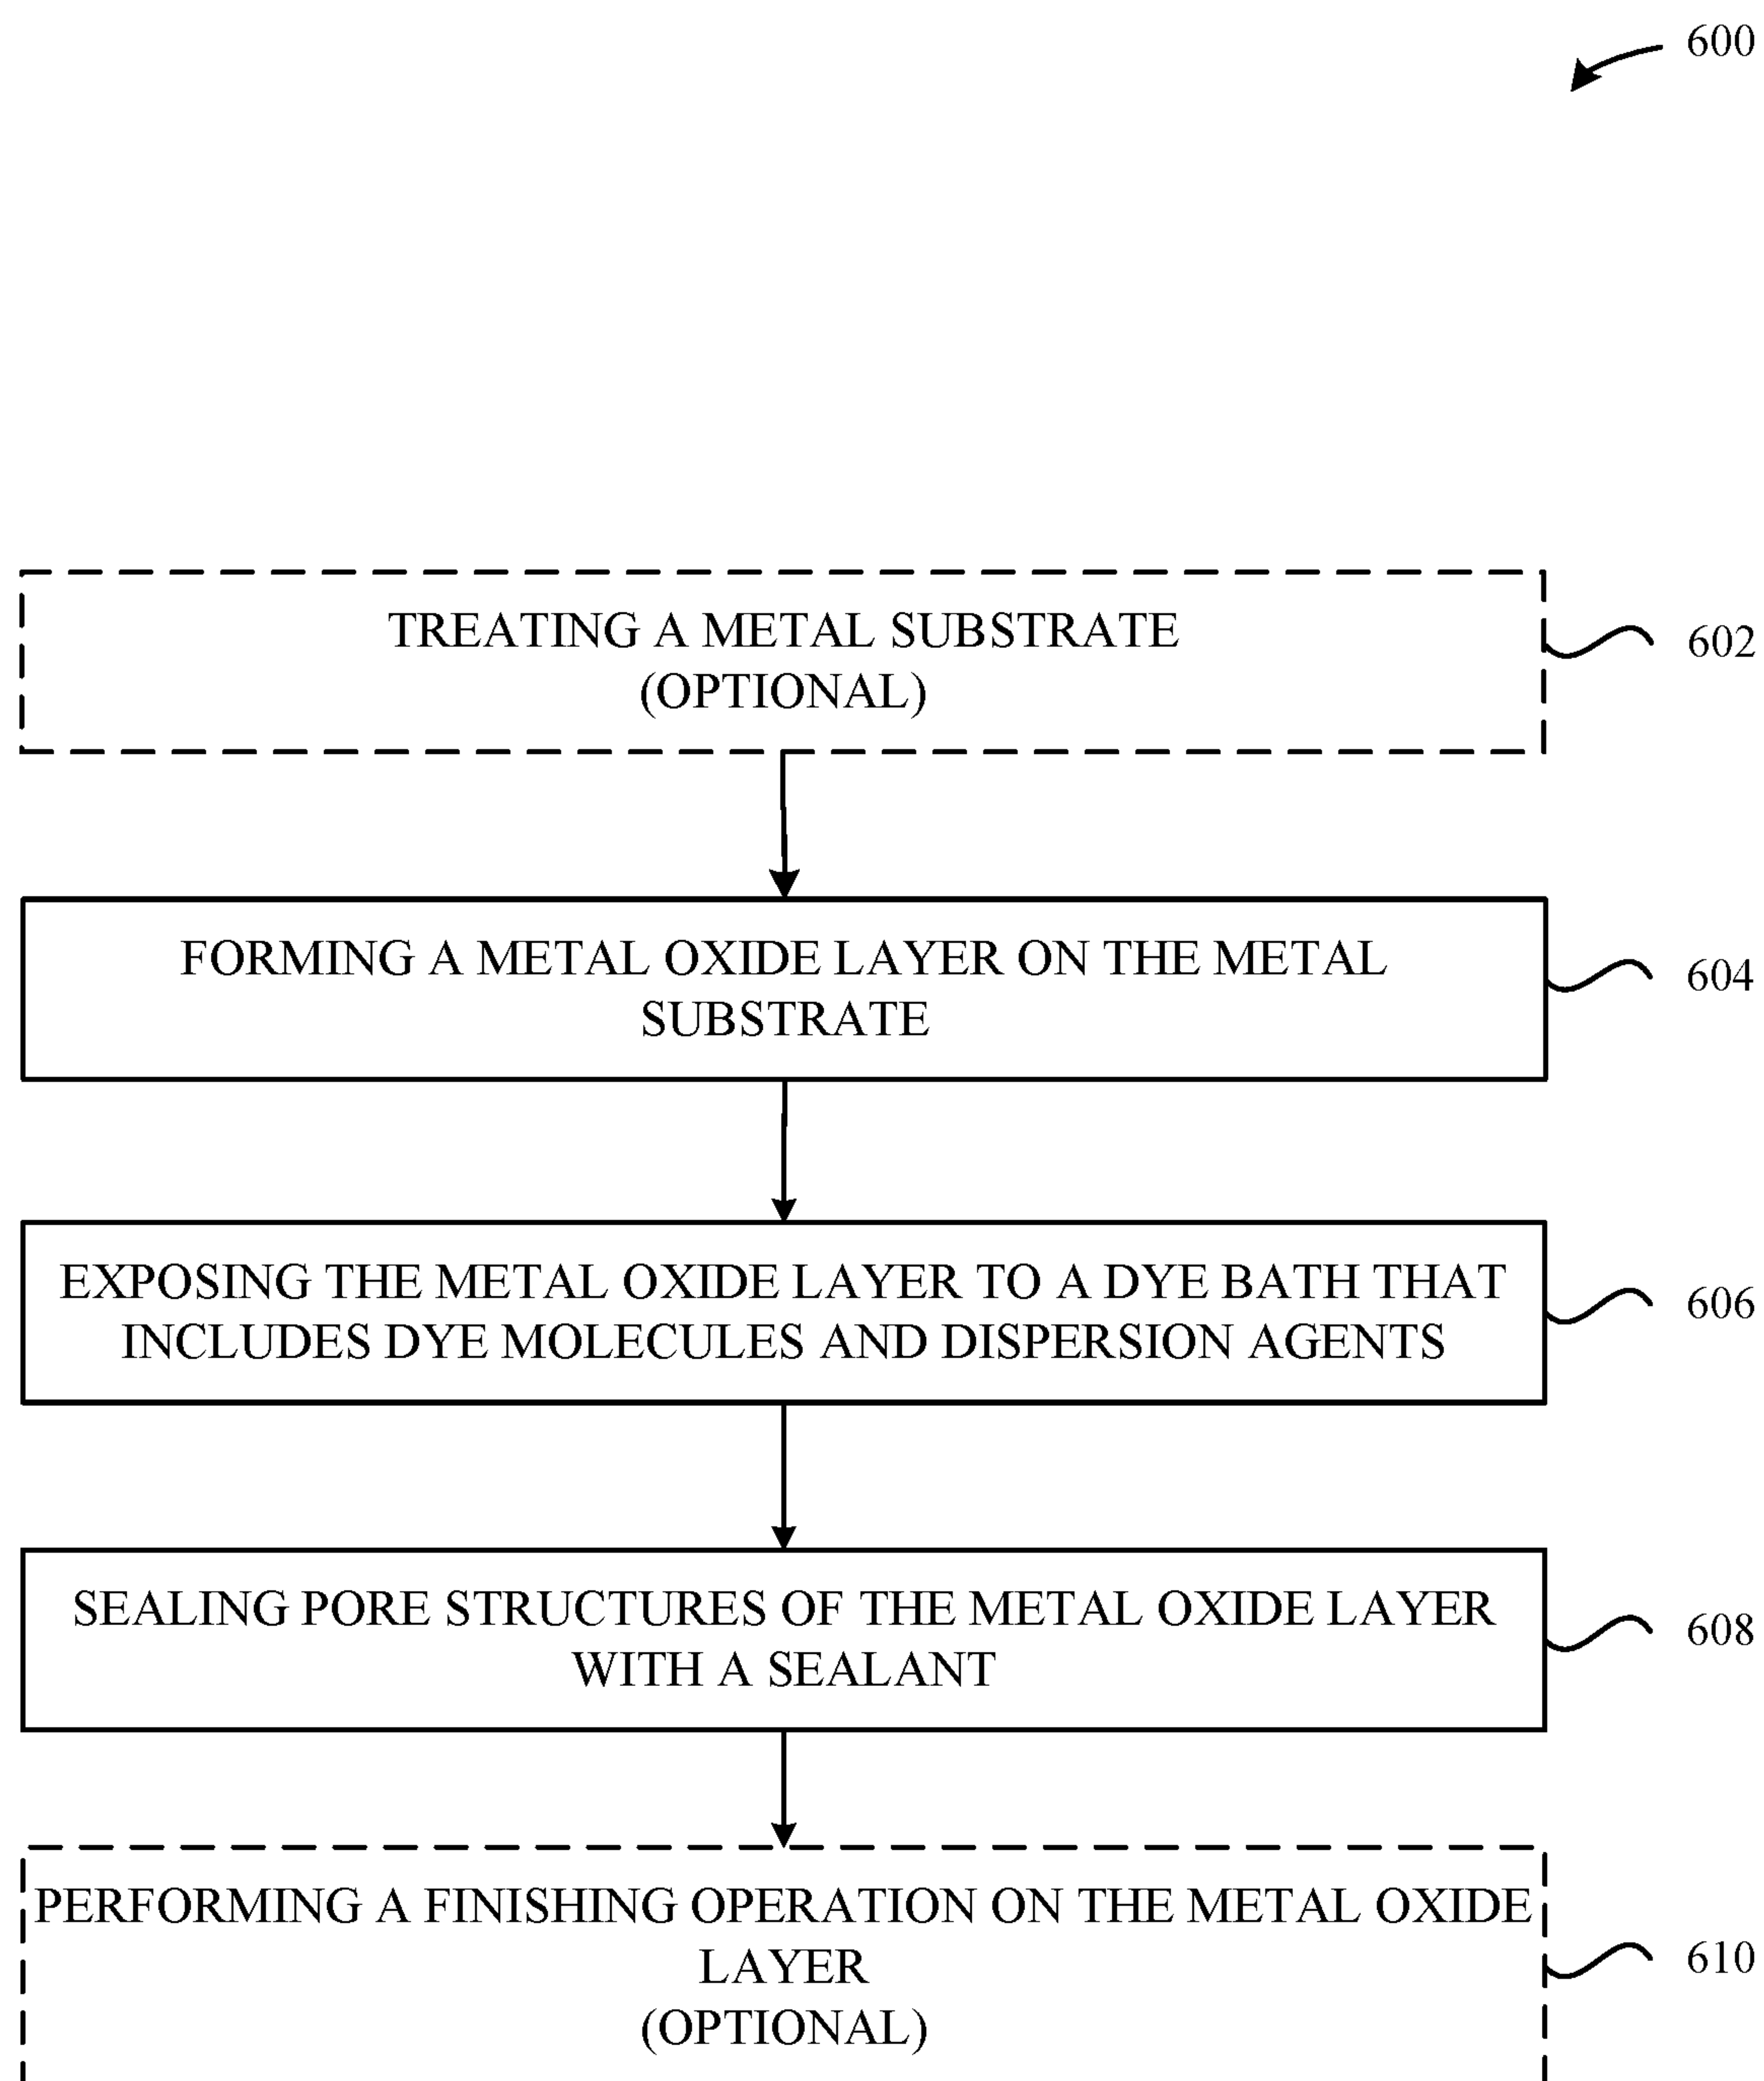 600
TREATING A METAL SUBSTRATE
(OPTIONAL)
602
FORMING A METAL OXIDE LAYER ON THE METAL
SUBSTRATE
604
EXPOSING THE METAL OXIDE LAYER TO A DYE BATH THAT
INCLUDES DYE MOLECULES AND DISPERSION AGENTS
606
SEALING PORE STRUCTURES OF THE METAL OXIDE LAYER
WITH A SEALANT
608
PERFORMING A FINISHING OPERATION ON THE METAL OXIDE
LAYER
(OPTIONAL)
610